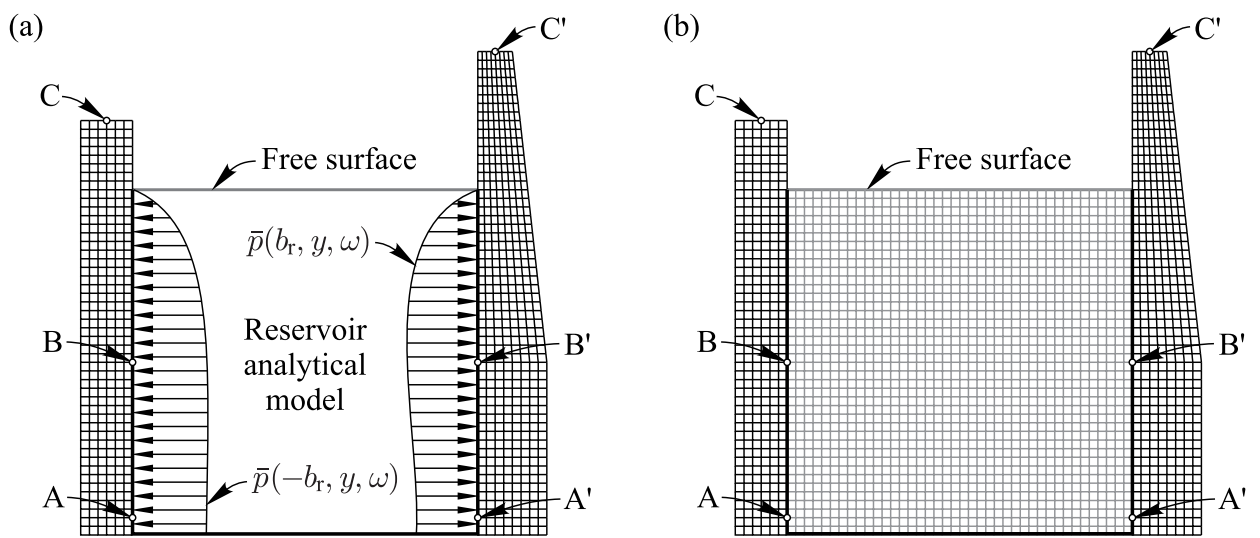 (a)
C'
C
Free surface
p̄(b_r, y, ω)
B
Reservoir
analytical
model
B'
p̄(-b_r, y, ω)
A
A'
(b)
C'
C
Free surface
B
B'
A
A'